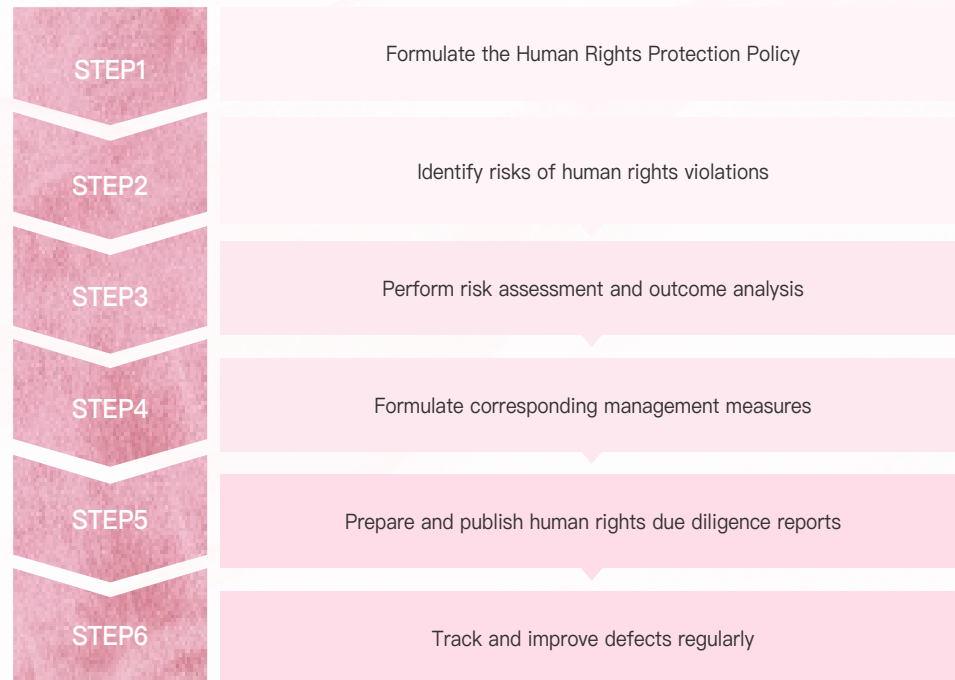 STEP1
Formulate the Human Rights Protection Policy
STEP2
Identify risks of human rights violations
STEP3
Perform risk assessment and outcome analysis
STEP4
Formulate corresponding management measures
STEP5
Prepare and publish human rights due diligence reports
STEP6
Track and improve defects regularly